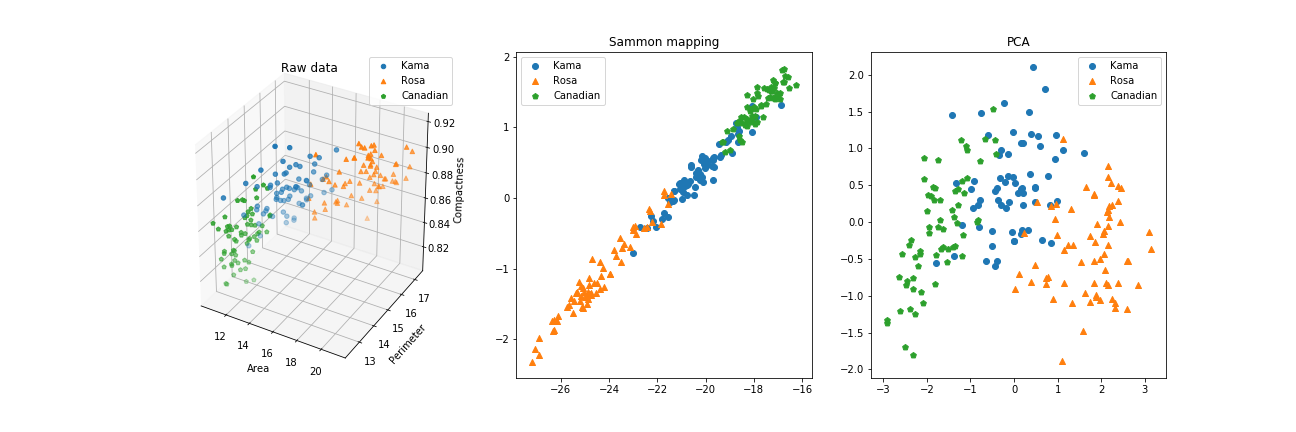 Raw data
Kama
Rosa
Canadian
0.92
0.90
0.88
0.86
0.84
0.82
Compactness
12
14
16
18
20
Area
13
14
15
16
17
Perimeter
Sammon mapping
Kama
Rosa
Canadian
2
1
0
−1
−2
−26
−24
−22
−20
−18
−16
PCA
Kama
Rosa
Canadian
2.0
1.5
1.0
0.5
0.0
−0.5
−1.0
−1.5
−2.0
−3
−2
−1
0
1
2
3